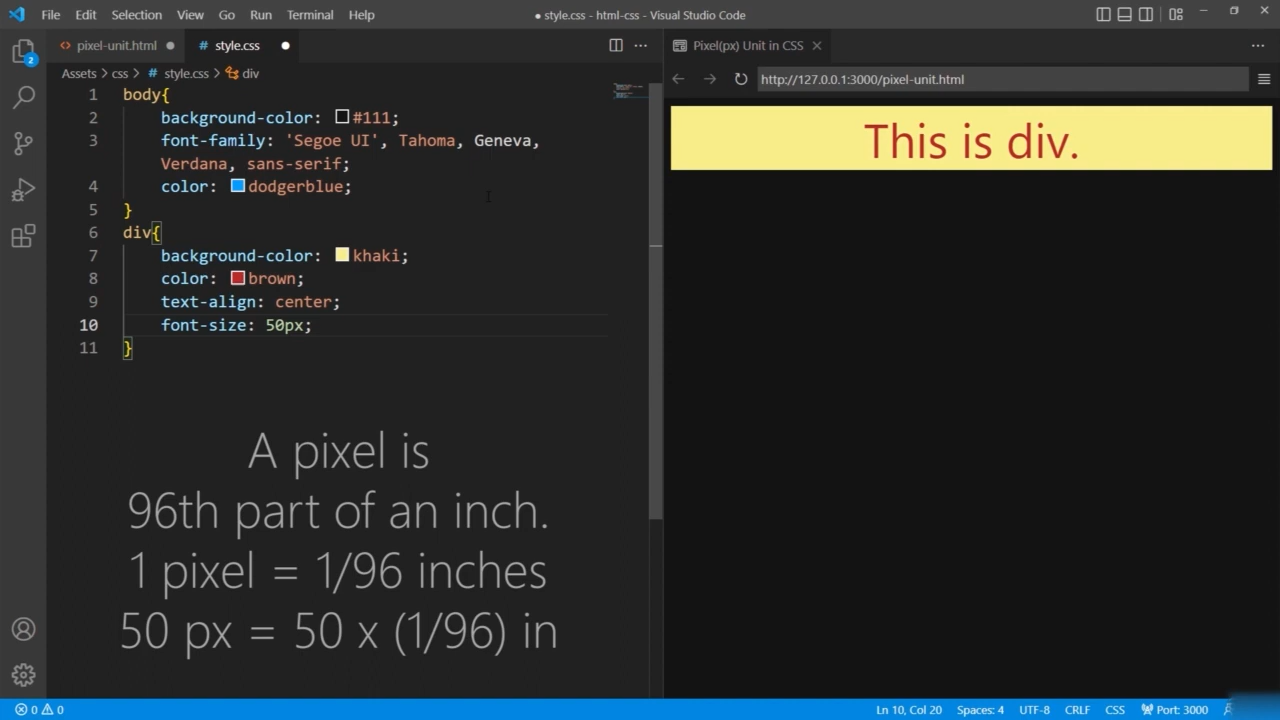 File Edit Selection View Go Run Terminal Help
● style.css - html-css - Visual Studio Code
pixel-unit.html ●
# style.css ●
Assets > css > # style.css > div
1 body{
2 background-color: #111;
3 font-family: 'Segoe UI', Tahoma, Geneva,
Verdana, sans-serif;
4 color: dodgerblue;
5 }
6 div{
7 background-color: khaki;
8 color: brown;
9 text-align: center;
10 font-size: 50px;
11 }
A pixel is
96th part of an inch.
1 pixel = 1/96 inches
50 px = 50 x (1/96) in
Pixel(px) Unit in CSS
http://127.0.0.1:3000/pixel-unit.html
This is div.
2
0 0
Ln 10, Col 20 Spaces: 4 UTF-8 CRLF CSS Port: 3000